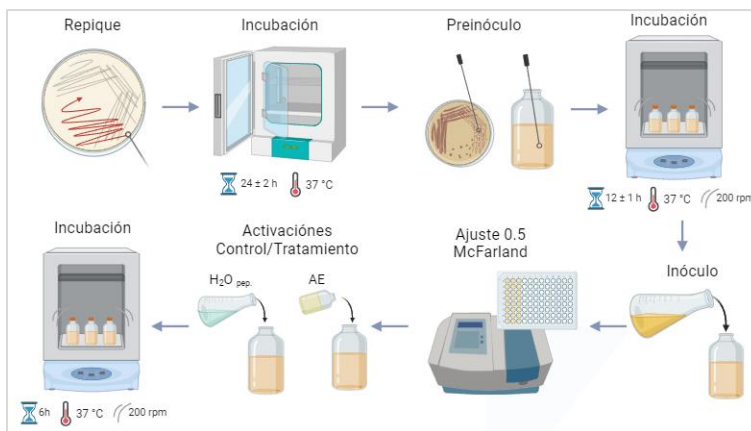 Repique
Incubación
Preinóculo
Incubación
24 ± 2 h
37 °C
12 ± 1 h
37 °C
200 rpm
Inóculo
Ajuste 0.5
McFarland
Activaciónes
Control/Tratamiento
H₂O pep.
AE
Incubación
6h
37 °C
200 rpm